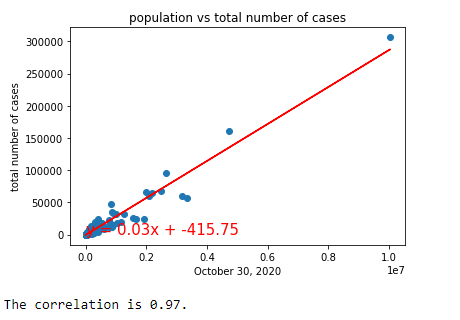 population vs total number of cases
total number of cases
300000
250000
200000
150000
100000
50000
0
0.03x + -415.75
0.0 0.2 0.4 0.6 0.8 1.0
1e7
October 30, 2020
The correlation is 0.97.